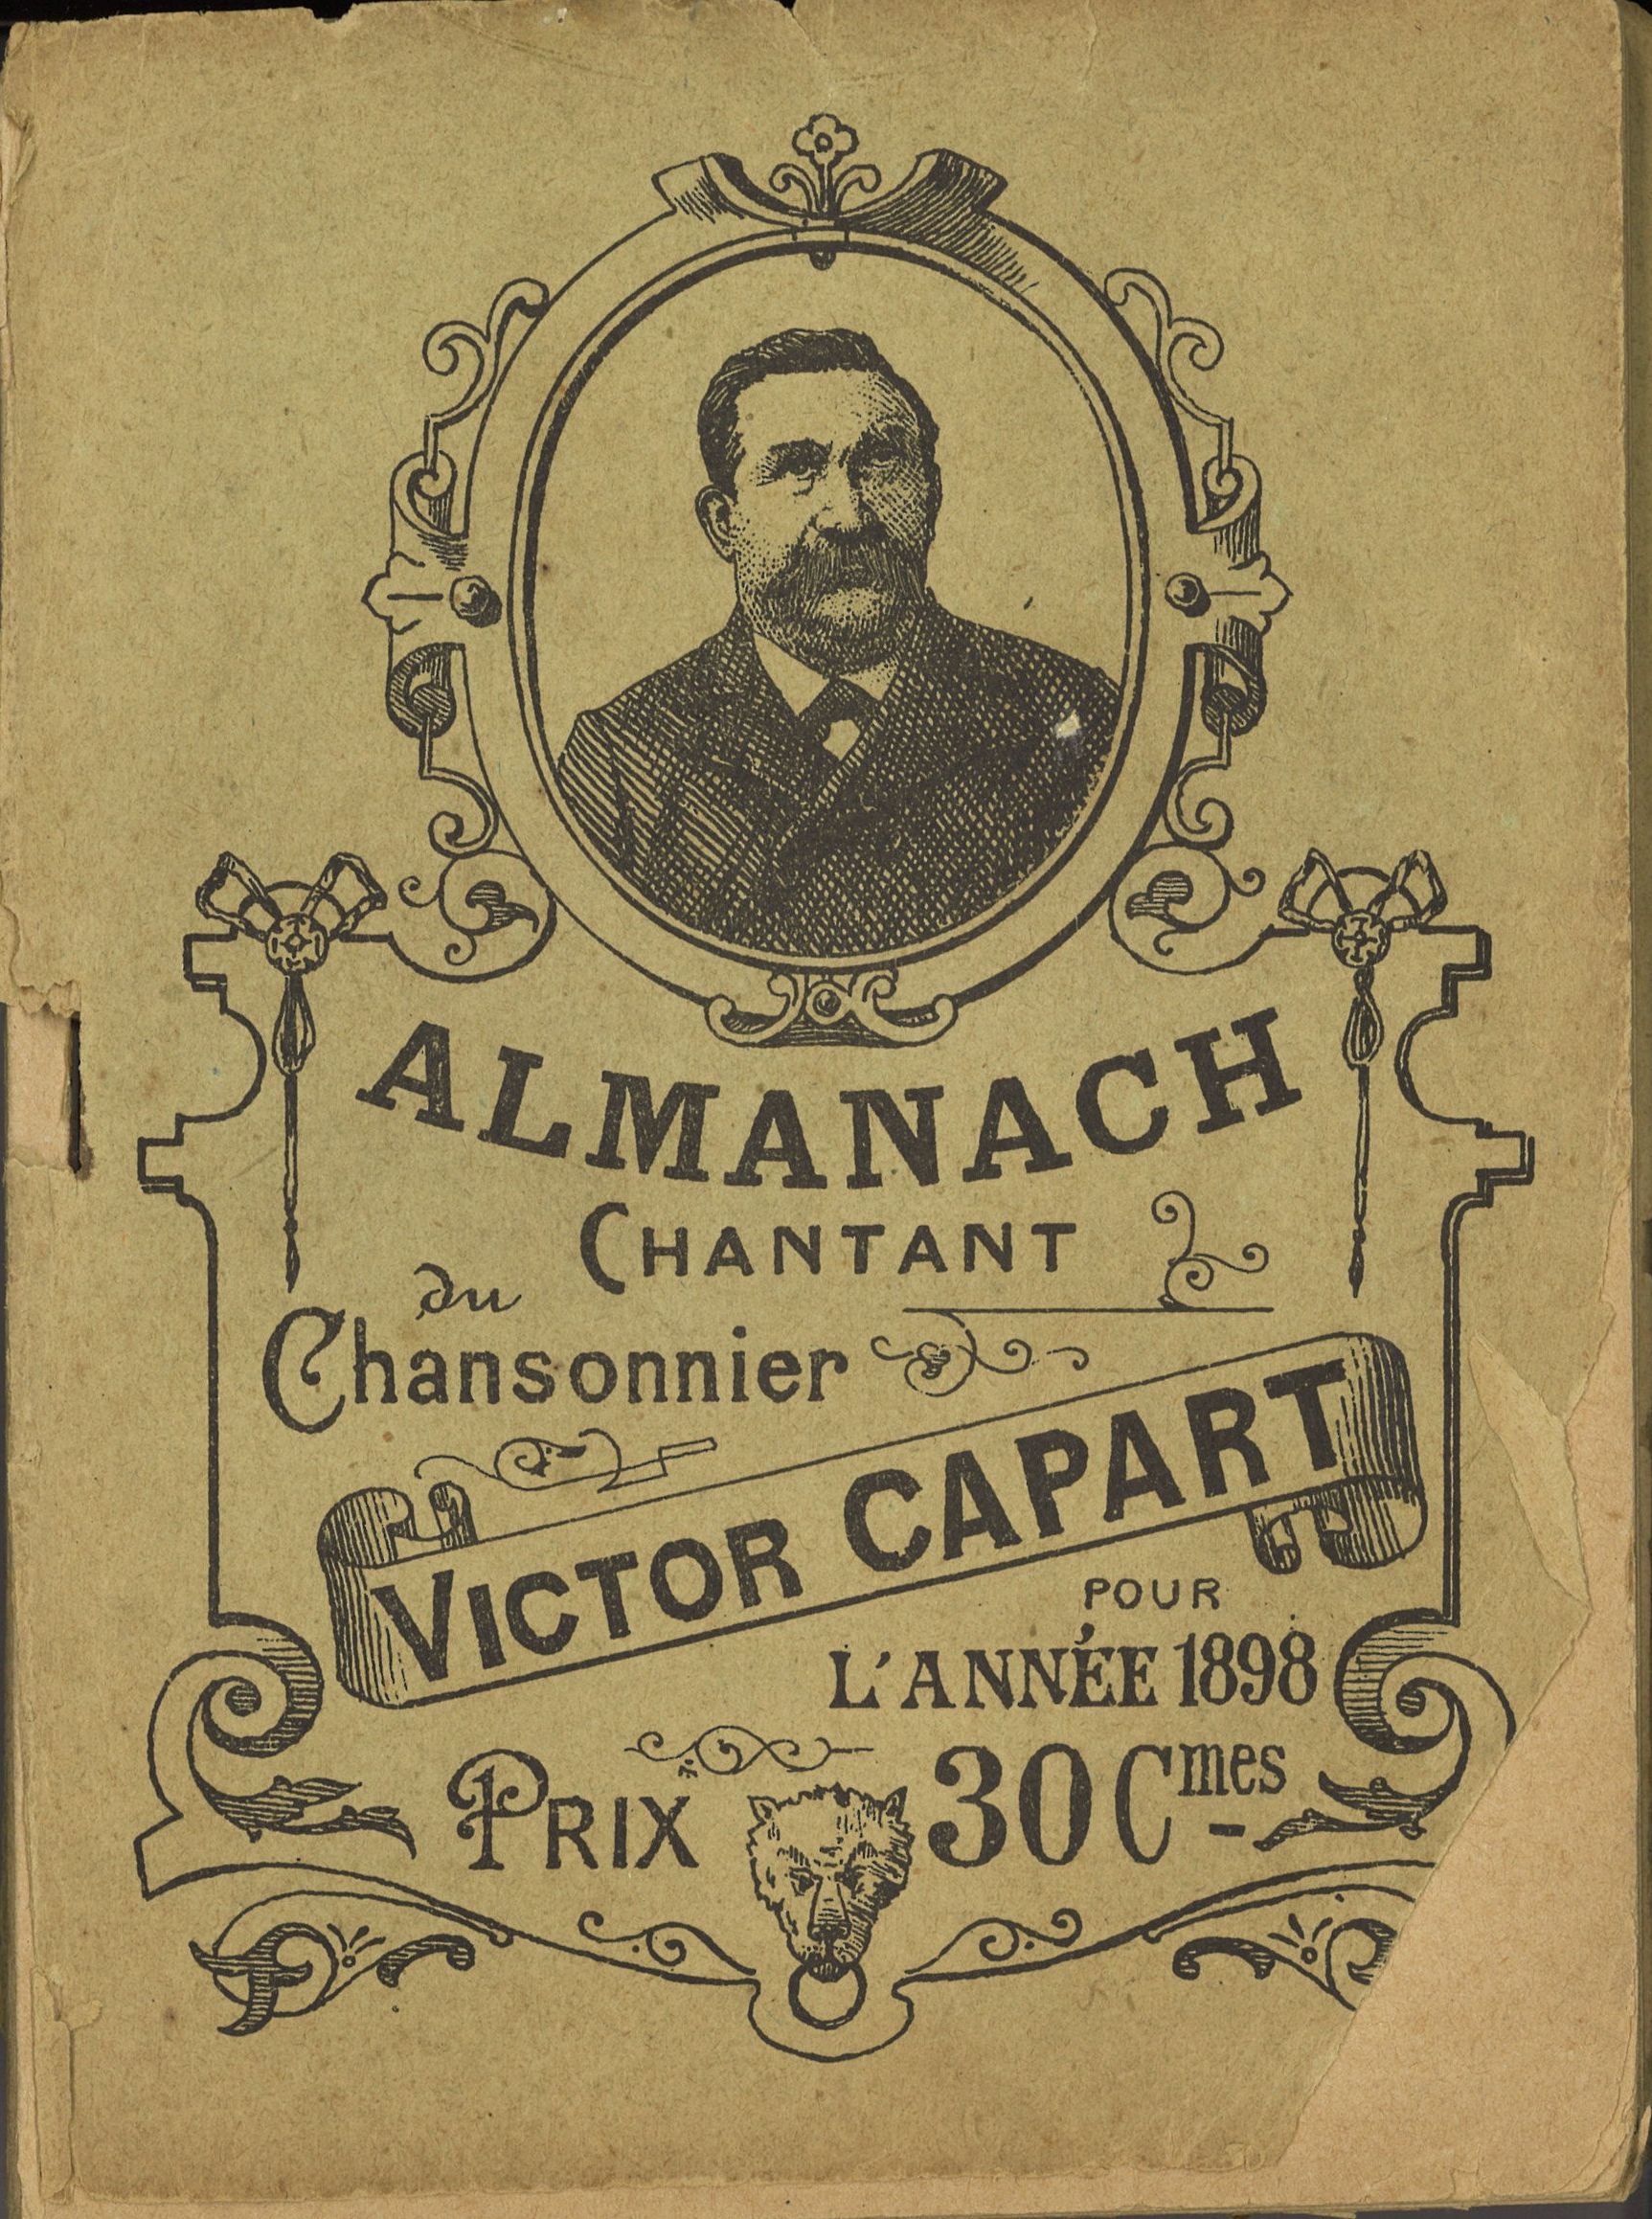 ALMANACH
CHANTANT
du
Chansonnier
VICTOR CAPART
POUR
L'ANNÉE 1898
PRIX 30 Cmes